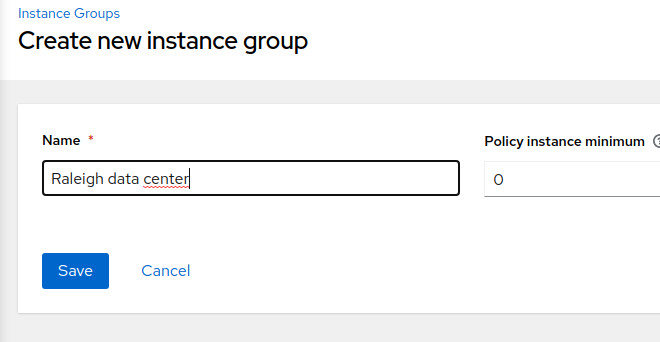 Instance Groups
Create new instance group
Name *
Policy instance minimum
Raleigh data center
0
Save
Cancel